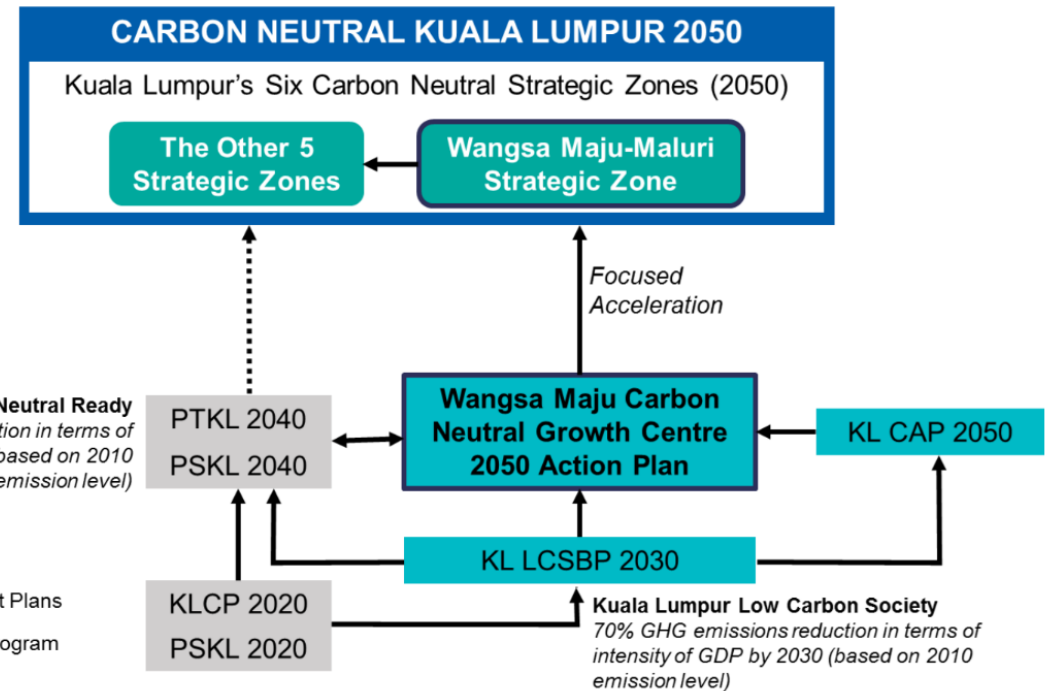 CARBON NEUTRAL KUALA LUMPUR 2050
Kuala Lumpur's Six Carbon Neutral Strategic Zones (2050)
The Other 5
Strategic Zones
Wangsa Maju-Maluri
Strategic Zone
Focused
Acceleration
Neutral Ready
tion in terms of
based on 2010
emission level)
PTKL 2040
PSKL 2040
Wangsa Maju Carbon
Neutral Growth Centre
2050 Action Plan
KL CAP 2050
KL LCSBP 2030
t Plans
ogram
KLCP 2020
PSKL 2020
Kuala Lumpur Low Carbon Society
70% GHG emissions reduction in terms of
intensity of GDP by 2030 (based on 2010
emission level)